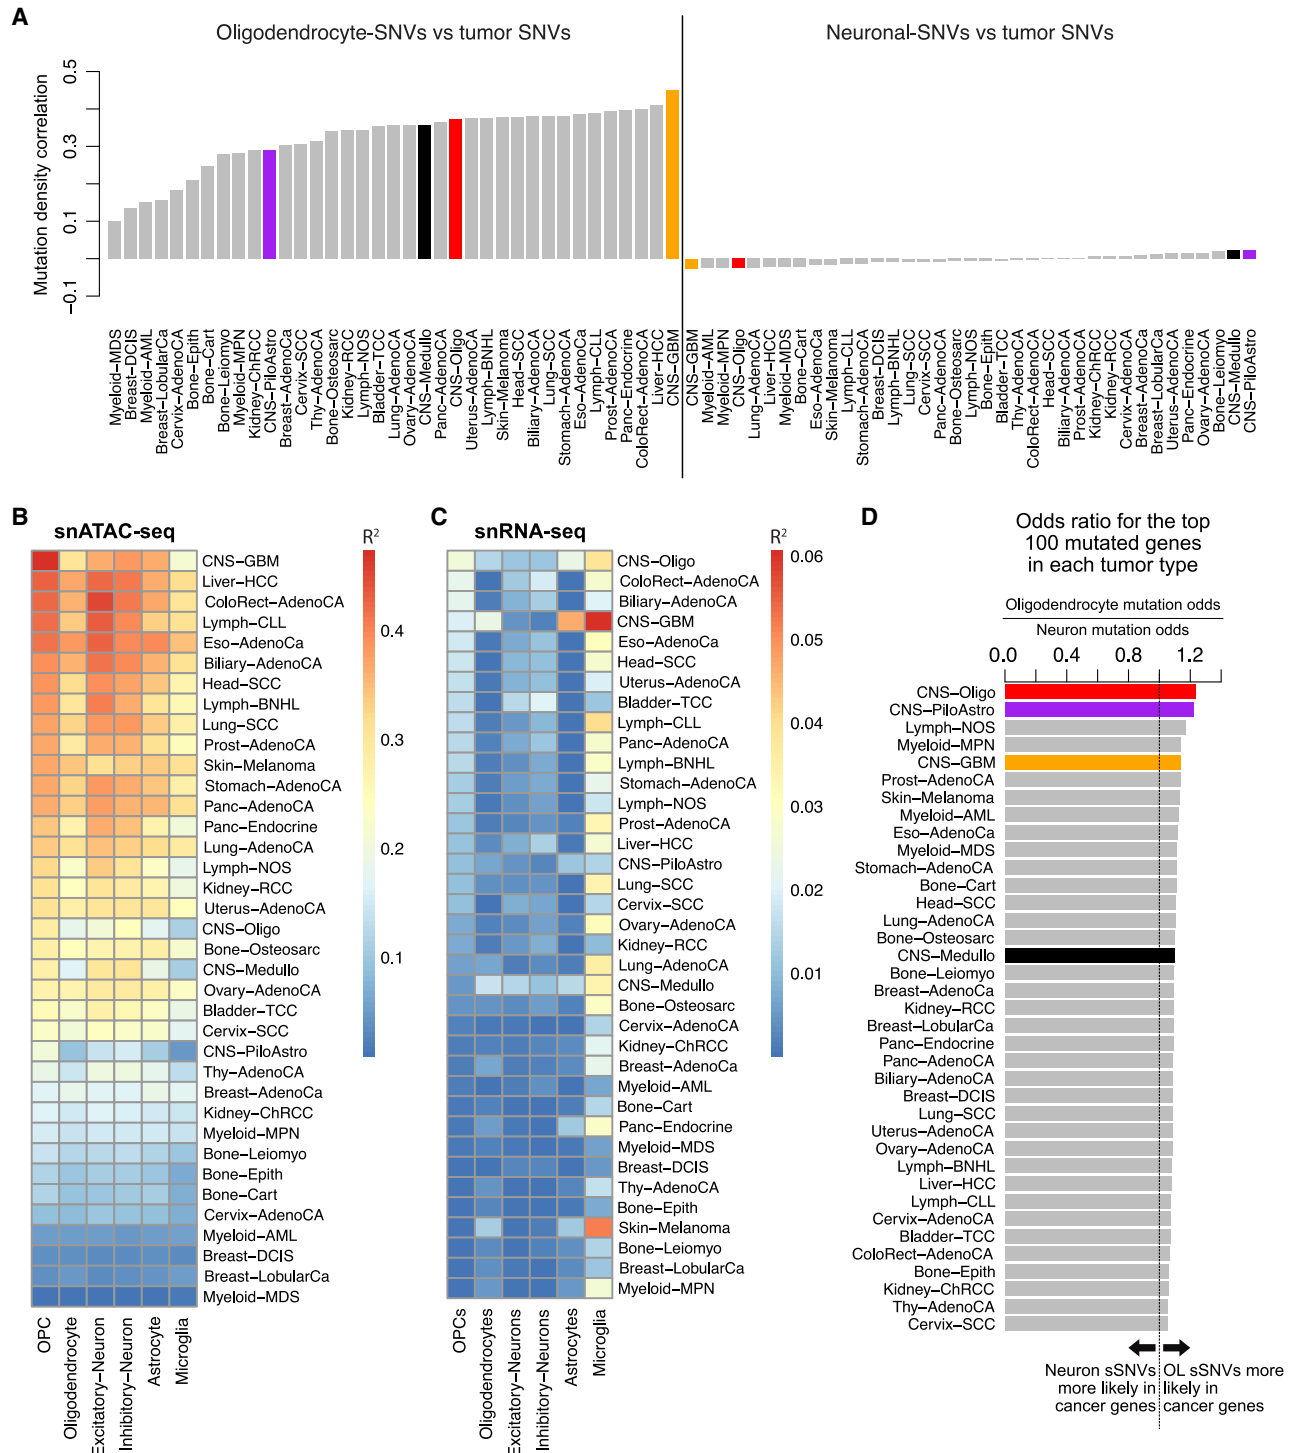 A
Oligodendrocyte-SNVs vs tumor SNVs
Neuronal-SNVs vs tumor SNVs
Mutation density correlation
0.5
0.3
0.1
−0.1
Myeloid-MDS
Breast-DCIS
Myeloid-AML
Breast-LobularCa
Cervix-AdenoCA
Bone-Epith
Bone-Cart
Bone-Leiomyo
Myeloid-MPN
Kidney-ChRCC
CNS-PiloAstro
Breast-AdenoCa
Cervix-SCC
Thy-AdenoCA
Bone-Osteosarc
Kidney-RCC
Lymph-NOS
Bladder-TCC
Lung-AdenoCA
Ovary-AdenoCA
CNS-Medullo
Panc-AdenoCA
CNS-Oligo
Uterus-AdenoCA
Lymph-BNHL
Skin-Melanoma
Head-SCC
Biliary-AdenoCA
Lung-SCC
Stomach-AdenoCA
Eso-AdenoCa
Lymph-CLL
Prost-AdenoCA
Panc-Endocrine
ColoRect-AdenoCA
Liver-HCC
CNS-GBM
CNS-GBM
Myeloid-AML
Myeloid-MPN
CNS-Oligo
Lung-AdenoCA
Liver-HCC
Myeloid-MDS
Bone-Cart
Eso-AdenoCa
Skin-Melanoma
Lymph-CLL
Stomach-AdenoCA
Breast-DCIS
Lymph-BNHL
Lung-SCC
Cervix-SCC
Panc-AdenoCA
Bone-Osteosarc
Lymph-NOS
Bone-Epith
Bladder-TCC
Thy-AdenoCA
ColoRect-AdenoCA
Head-SCC
Biliary-AdenoCA
Prost-AdenoCA
Kidney-ChRCC
Kidney-RCC
Cervix-AdenoCA
Breast-AdenoCa
Breast-LobularCa
Uterus-AdenoCA
Panc-Endocrine
Ovary-AdenoCA
Bone-Leiomyo
CNS-Medullo
CNS-PiloAstro
B
snATAC-seq
R²
0.4
0.3
0.2
0.1
CNS−GBM
Liver−HCC
ColoRect−AdenoCA
Lymph−CLL
Eso−AdenoCa
Biliary−AdenoCA
Head−SCC
Lymph−BNHL
Lung−SCC
Prost−AdenoCA
Skin−Melanoma
Stomach−AdenoCA
Panc−AdenoCA
Panc−Endocrine
Lung−AdenoCA
Lymph−NOS
Kidney−RCC
Uterus−AdenoCA
CNS−Oligo
Bone−Osteosarc
CNS−Medullo
Ovary−AdenoCA
Bladder−TCC
Cervix−SCC
CNS−PiloAstro
Thy−AdenoCA
Breast−AdenoCa
Kidney−ChRCC
Myeloid−MPN
Bone−Leiomyo
Bone−Epith
Bone−Cart
Cervix−AdenoCA
Myeloid−AML
Breast−DCIS
Breast−LobularCa
Myeloid−MDS
OPC
Oligodendrocyte
Excitatory−Neuron
Inhibitory−Neuron
Astrocyte
Microglia
C
snRNA-seq
R²
0.06
0.05
0.04
0.03
0.02
0.01
CNS−Oligo
ColoRect−AdenoCA
Biliary−AdenoCA
CNS−GBM
Eso−AdenoCa
Head−SCC
Uterus−AdenoCA
Bladder−TCC
Lymph−CLL
Panc−AdenoCA
Lymph−BNHL
Stomach−AdenoCA
Lymph−NOS
Prost−AdenoCA
Liver−HCC
CNS−PiloAstro
Lung−SCC
Cervix−SCC
Ovary−AdenoCA
Kidney−RCC
Lung−AdenoCA
CNS−Medullo
Bone−Osteosarc
Cervix−AdenoCA
Kidney−ChRCC
Breast−AdenoCa
Myeloid−AML
Bone−Cart
Panc−Endocrine
Myeloid−MDS
Breast−DCIS
Thy−AdenoCA
Bone−Epith
Skin−Melanoma
Bone−Leiomyo
Breast−LobularCa
Myeloid−MPN
OPCs
Oligodendrocytes
Excitatory−Neurons
Inhibitory−Neurons
Astrocytes
Microglia
D
Odds ratio for the top
100 mutated genes
in each tumor type
Oligodendrocyte mutation odds
Neuron mutation odds
0.0 0.4 0.8 1.2
CNS−Oligo
CNS−PiloAstro
Lymph−NOS
Myeloid−MPN
CNS−GBM
Prost−AdenoCA
Skin−Melanoma
Myeloid−AML
Eso−AdenoCa
Myeloid−MDS
Stomach−AdenoCA
Bone−Cart
Head−SCC
Lung−AdenoCA
Bone−Osteosarc
CNS−Medullo
Bone−Leiomyo
Breast−AdenoCa
Kidney−RCC
Breast−LobularCa
Panc−Endocrine
Panc−AdenoCA
Biliary−AdenoCA
Breast−DCIS
Lung−SCC
Uterus−AdenoCA
Ovary−AdenoCA
Lymph−BNHL
Liver−HCC
Lymph−CLL
Cervix−AdenoCA
Bladder−TCC
ColoRect−AdenoCA
Bone−Epith
Kidney−ChRCC
Thy−AdenoCA
Cervix−SCC
Neuron sSNVs
more likely in
cancer genes
OL sSNVs more
likely in
cancer genes